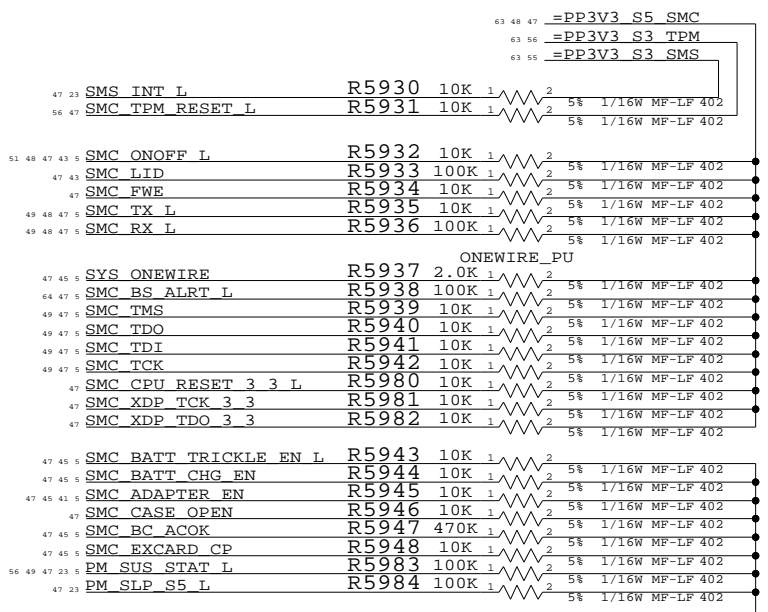 63 48 47 =PP3V3_S5_SMC
63 56 =PP3V3_S3_TPM
63 55 =PP3V3_S3_SMS
47 23 SMS_INT_L R5930 10K 1 2
5% 1/16W MF-LF 402
56 47 SMC_TPM_RESET_L R5931 10K 1 2
5% 1/16W MF-LF 402
51 48 47 43 5 SMC_ONOFF_L R5932 10K 1 2
5% 1/16W MF-LF 402
47 43 SMC_LID R5933 100K 1 2
5% 1/16W MF-LF 402
47 SMC_FWE R5934 10K 1 2
5% 1/16W MF-LF 402
49 48 47 5 SMC_TX_L R5935 10K 1 2
5% 1/16W MF-LF 402
49 48 47 5 SMC_RX_L R5936 100K 1 2
5% 1/16W MF-LF 402
ONEWIRE_PU
47 45 5 SYS_ONEWIRE R5937 2.0K 1 2
5% 1/16W MF-LF 402
64 47 5 SMC_BS_ALRT_L R5938 100K 1 2
5% 1/16W MF-LF 402
49 47 5 SMC_TMS R5939 10K 1 2
5% 1/16W MF-LF 402
49 47 5 SMC_TDO R5940 10K 1 2
5% 1/16W MF-LF 402
49 47 5 SMC_TDI R5941 10K 1 2
5% 1/16W MF-LF 402
49 47 5 SMC_TCK R5942 10K 1 2
5% 1/16W MF-LF 402
47 SMC_CPU_RESET_3_3_L R5980 10K 1 2
5% 1/16W MF-LF 402
47 SMC_XDP_TCK_3_3 R5981 10K 1 2
5% 1/16W MF-LF 402
47 SMC_XDP_TDO_3_3 R5982 10K 1 2
5% 1/16W MF-LF 402
47 45 5 SMC_BATT_TRICKLE_EN_L R5943 10K 1 2
5% 1/16W MF-LF 402
47 45 5 SMC_BATT_CHG_EN R5944 10K 1 2
5% 1/16W MF-LF 402
47 45 41 5 SMC_ADAPTER_EN R5945 10K 1 2
5% 1/16W MF-LF 402
47 SMC_CASE_OPEN R5946 10K 1 2
5% 1/16W MF-LF 402
47 45 5 SMC_BC_ACOK R5947 470K 1 2
5% 1/16W MF-LF 402
47 45 5 SMC_EXCARD_CP R5948 10K 1 2
5% 1/16W MF-LF 402
56 49 47 23 5 PM_SUS_STAT_L R5983 100K 1 2
5% 1/16W MF-LF 402
47 23 PM_SLP_S5_L R5984 100K 1 2
5% 1/16W MF-LF 402